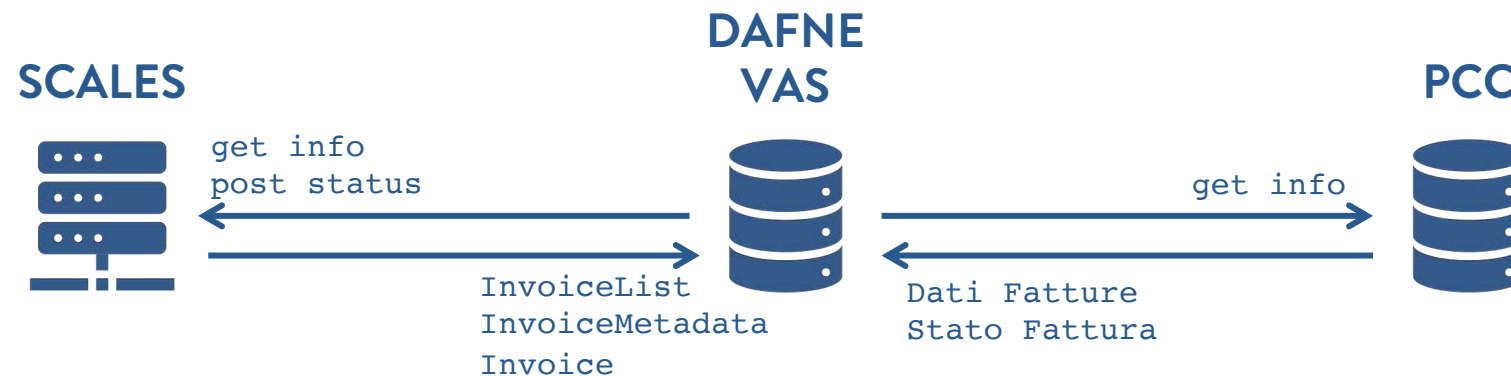 DAFNE
VAS
SCALES
PCC
get info
post status
get info
InvoiceList
InvoiceMetadata
Invoice
Dati Fatture
Stato Fattura